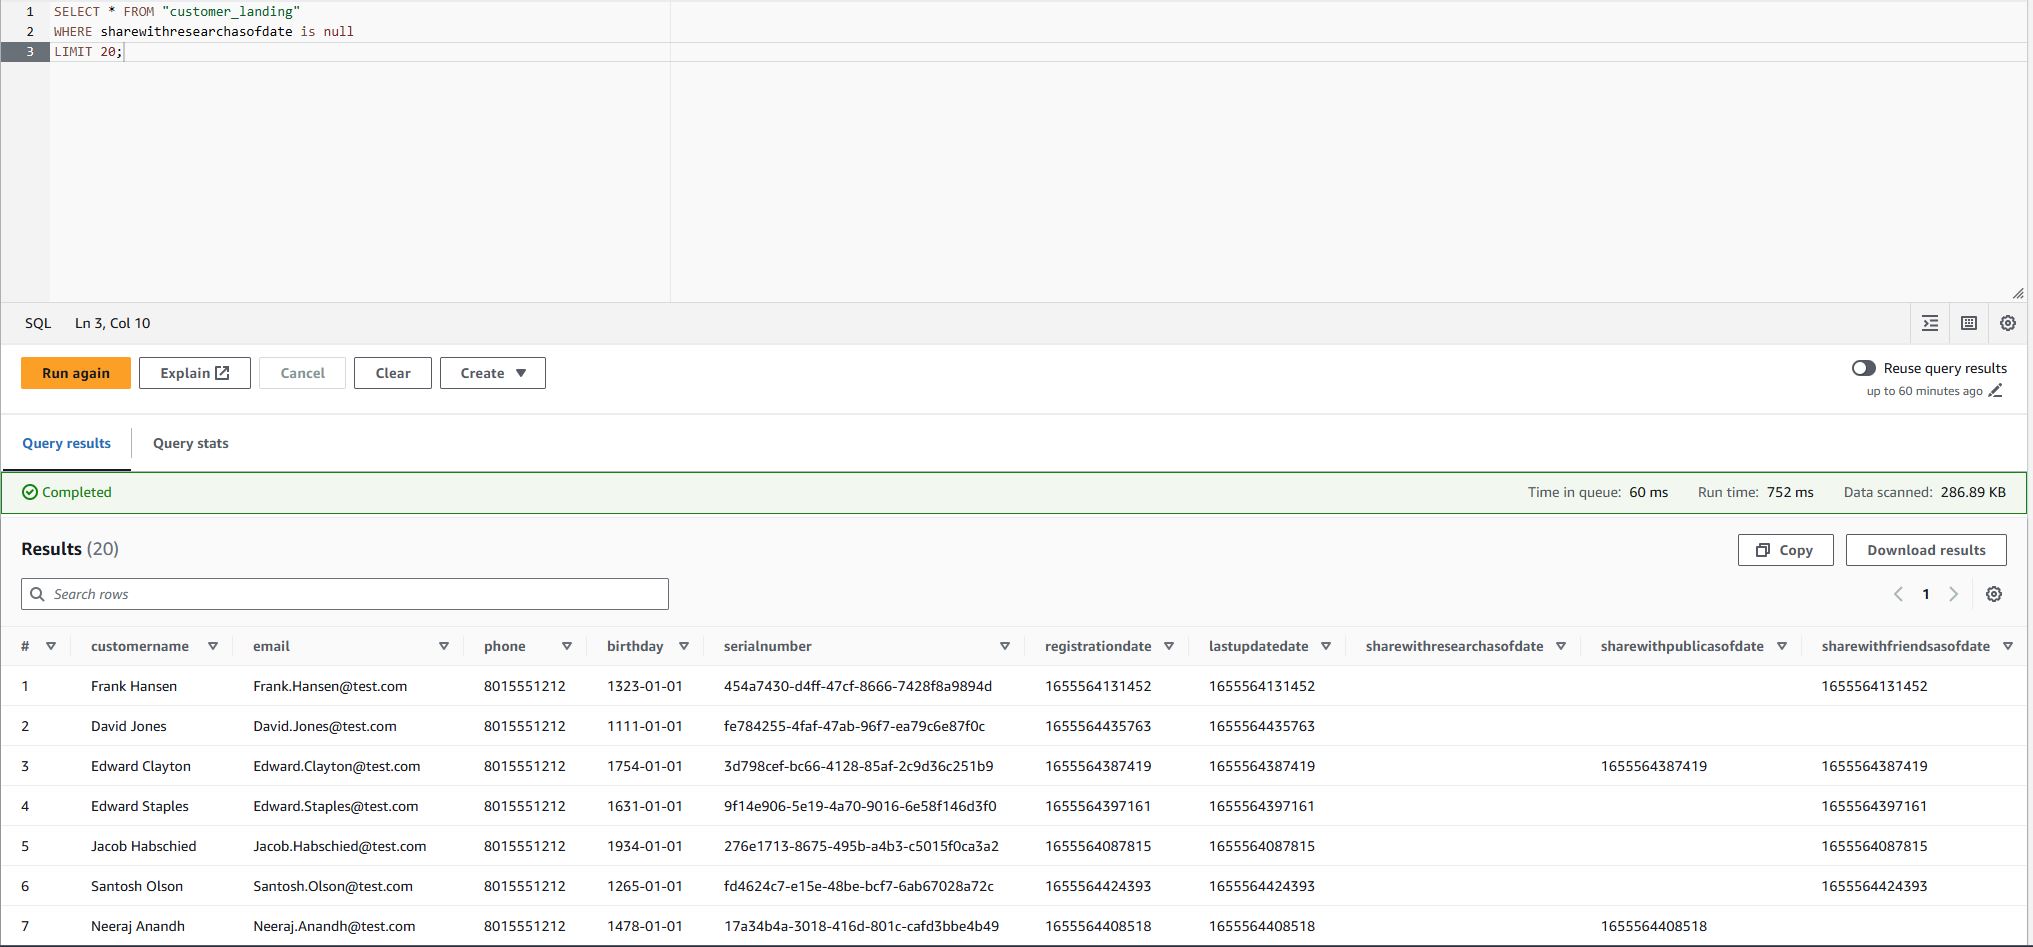 1 SELECT * FROM "customer_landing"
2 WHERE sharewithresearchasofdate is null
3 LIMIT 20;
SQL Ln 3, Col 10
Run again Explain Cancel Clear Create Reuse query results
up to 60 minutes ago
Query results Query stats
Completed Time in queue: 60 ms Run time: 752 ms Data scanned: 286.89 KB
Results (20) Copy Download results
Search rows 1
# customername email phone birthday serialnumber registrationdate lastupdatedate sharewithresearchasofdate sharewithpublicasofdate sharewithfriendsasofdate
1 Frank Hansen Frank.Hansen@test.com 8015551212 1323-01-01 454a7430-d4ff-47cf-8666-7428f8a9894d 1655564131452 1655564131452 1655564131452
2 David Jones David.Jones@test.com 8015551212 1111-01-01 fe784255-4faf-47ab-96f7-ea79c6e87f0c 1655564435763 1655564435763
3 Edward Clayton Edward.Clayton@test.com 8015551212 1754-01-01 3d798cef-bc66-4128-85af-2c9d36c251b9 1655564387419 1655564387419 1655564387419 1655564387419
4 Edward Staples Edward.Staples@test.com 8015551212 1631-01-01 9f14e906-5e19-4a70-9016-6e58f146d3f0 1655564397161 1655564397161 1655564397161
5 Jacob Habschied Jacob.Habschied@test.com 8015551212 1934-01-01 276e1713-8675-495b-a4b3-c5015f0ca3a2 1655564087815 1655564087815 1655564087815
6 Santosh Olson Santosh.Olson@test.com 8015551212 1265-01-01 fd4624c7-e15e-48be-bcf7-6ab67028a72c 1655564424393 1655564424393 1655564424393
7 Neeraj Anandh Neeraj.Anandh@test.com 8015551212 1478-01-01 17a34b4a-3018-416d-801c-cafd3bbe4b49 1655564408518 1655564408518 1655564408518